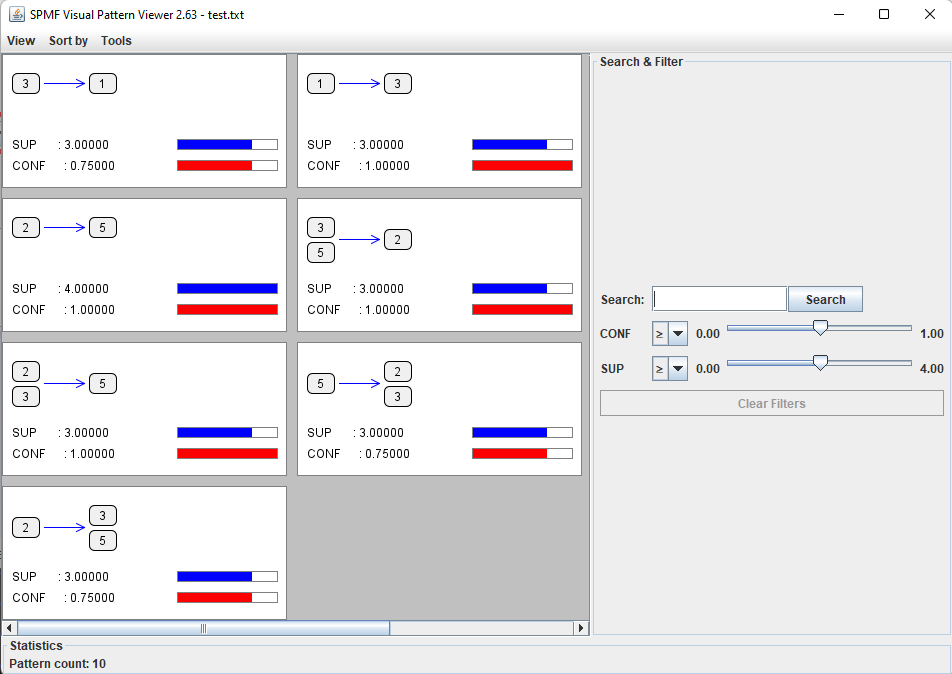 SPMF Visual Pattern Viewer 2.63 - test.txt
View Sort by Tools
3 1
SUP : 3.00000
CONF : 0.75000
1 3
SUP : 3.00000
CONF : 1.00000
2 5
SUP : 4.00000
CONF : 1.00000
3
5 2
SUP : 3.00000
CONF : 1.00000
2
3 5
SUP : 3.00000
CONF : 1.00000
5 2
3
SUP : 3.00000
CONF : 0.75000
2 3
5
SUP : 3.00000
CONF : 0.75000
Search & Filter
Search: Search
CONF ≥ 0.00 1.00
SUP ≥ 0.00 4.00
Clear Filters
Statistics
Pattern count: 10